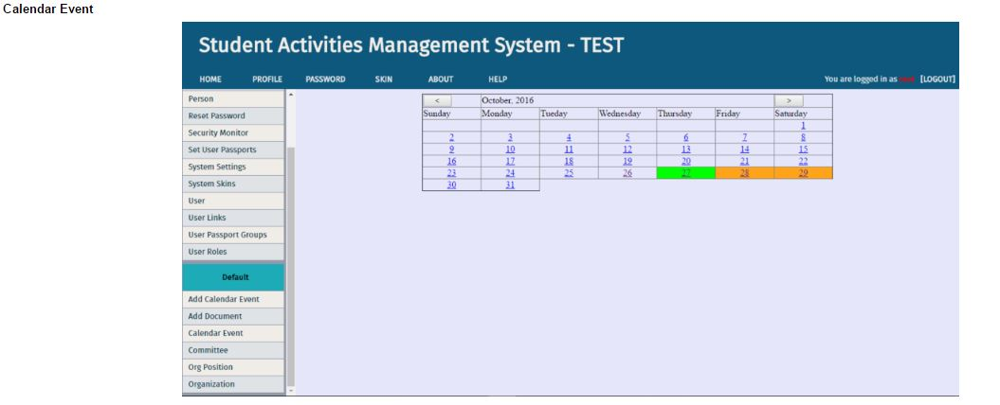 Calendar Event
Student Activities Management System - TEST
HOME PROFILE PASSWORD SKIN ABOUT HELP
You are logged in as [LOGOUT]
Person
Reset Password
Security Monitor
Set User Passports
System Settings
System Skins
User
User Links
User Passport Groups
User Roles
Default
Add Calendar Event
Add Document
Calendar Event
Committee
Org Position
Organization
< October, 2016 >
Sunday Monday Tueday Wednesday Thursday Friday Saturday
1
2 3 4 5 6 7 8
9 10 11 12 13 14 15
16 17 18 19 20 21 22
23 24 25 26 27 28 29
30 31